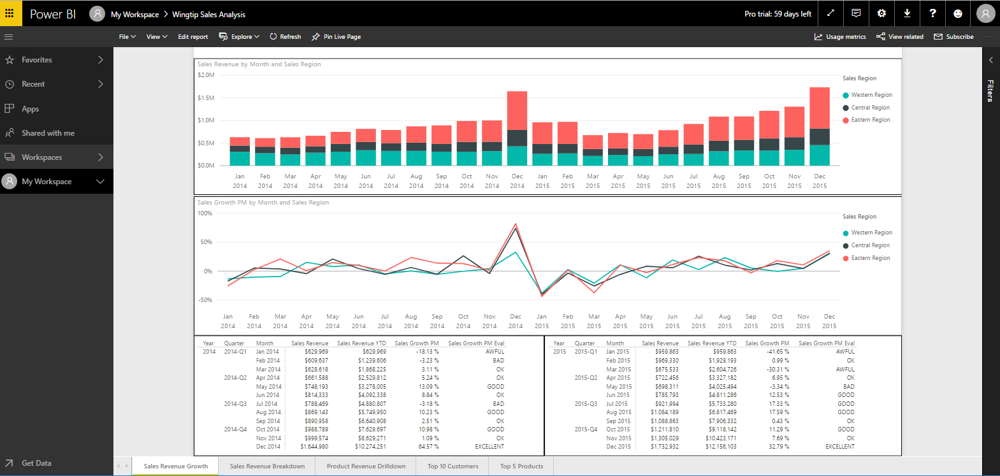 Power BI My Workspace > Wingtip Sales Analysis Pro trial: 59 days left ?
File View Edit report Explore Refresh Pin Live Page Usage metrics View related Subscribe ...
Favorites
Recent
Apps
Shared with me
Workspaces
My Workspace
Get Data
Filters
Sales Revenue by Month and Sales Region
$2.0M
$1.5M
$1.0M
$0.5M
$0.0M
Jan Feb Mar Apr May Jun Jul Aug Sep Oct Nov Dec Jan Feb Mar Apr May Jun Jul Aug Sep Oct Nov Dec
2014 2014 2014 2014 2014 2014 2014 2014 2014 2014 2014 2014 2015 2015 2015 2015 2015 2015 2015 2015 2015 2015 2015 2015
Sales Region
Western Region
Central Region
Eastern Region
Sales Growth PM by Month and Sales Region
100%
50%
0%
-50%
Jan Feb Mar Apr May Jun Jul Aug Sep Oct Nov Dec Jan Feb Mar Apr May Jun Jul Aug Sep Oct Nov Dec
2014 2014 2014 2014 2014 2014 2014 2014 2014 2014 2014 2014 2015 2015 2015 2015 2015 2015 2015 2015 2015 2015 2015 2015
Sales Region
Western Region
Central Region
Eastern Region
Year Quarter Month Sales Revenue Sales Revenue YTD Sales Growth PM Sales Growth PM Eval
2014 2014-Q1 Jan 2014 $629,969 $629,969 -18.13 % AWFUL
Feb 2014 $609,637 $1,239,606 -3.23 % BAD
Mar 2014 $628,618 $1,868,225 3.11 % OK
2014-Q2 Apr 2014 $661,588 $2,529,812 5.24 % OK
May 2014 $748,193 $3,278,005 13.09 % GOOD
Jun 2014 $814,333 $4,092,338 8.84 % OK
2014-Q3 Jul 2014 $788,469 $4,880,807 -3.18 % BAD
Aug 2014 $869,143 $5,749,950 10.23 % GOOD
Sep 2014 $890,958 $6,640,908 2.51 % OK
2014-Q4 Oct 2014 $988,789 $7,629,697 10.98 % GOOD
Nov 2014 $999,574 $8,629,271 1.09 % OK
Dec 2014 $1,644,980 $10,274,251 64.57 % EXCELLENT
Year Quarter Month Sales Revenue Sales Revenue YTD Sales Growth PM Sales Growth PM Eval
2015 2015-Q1 Jan 2015 $959,863 $959,863 -41.65 % AWFUL
Feb 2015 $969,330 $1,929,193 0.99 % OK
Mar 2015 $675,533 $2,604,726 -30.31 % AWFUL
2015-Q2 Apr 2015 $722,456 $3,327,182 6.95 % OK
May 2015 $698,311 $4,025,494 -3.34 % BAD
Jun 2015 $785,793 $4,811,286 12.53 % GOOD
2015-Q3 Jul 2015 $921,994 $5,733,280 17.33 % GOOD
Aug 2015 $1,084,189 $6,817,469 17.59 % GOOD
Sep 2015 $1,088,863 $7,906,332 0.43 % OK
2015-Q4 Oct 2015 $1,211,810 $9,118,142 11.29 % GOOD
Nov 2015 $1,305,029 $10,423,171 7.69 % OK
Dec 2015 $1,732,932 $12,156,103 32.79 % EXCELLENT
Sales Revenue Growth Sales Revenue Breakdown Product Revenue Drilldown Top 10 Customers Top 5 Products